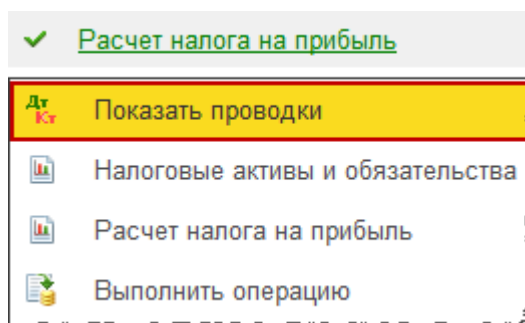 Расчет налога на прибыль
Дт Кт Показать проводки
Налоговые активы и обязательства
Расчет налога на прибыль
Выполнить операцию